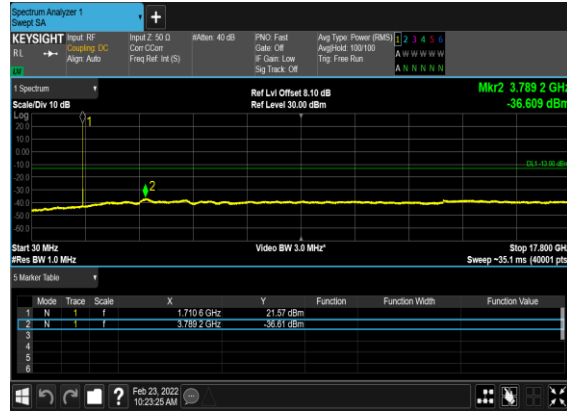 Spectrum Analyzer 1
Swept SA
+
KEYSIGHT Input: RF Input Z: 50 Ω #Atten: 40 dB PNO: Fast Avg Type: Power (RMS) 1 2 3 4 5 6
RL Coupling: DC Corr CCorr Gate: Off Avg|Hold: 100/100 A W W W W W
Align: Auto Freq Ref: Int (S) IF Gain: Low Trig: Free Run A N N N N N
Sig Track: Off
1 Spectrum Ref Lvl Offset 8.10 dB Mkr2 3.789 2 GHz
Scale/Div 10 dB Ref Level 30.00 dBm -36.609 dBm
Log
20.0
10.0
0.00
-10.0
-20.0
-30.0
-40.0
-50.0
-60.0
1
DL1 -13.00 dBm
2
Start 30 MHz Video BW 3.0 MHz* Stop 17.800 GHz
#Res BW 1.0 MHz Sweep ~35.1 ms (40001 pts)
5 Marker Table
Mode Trace Scale X Y Function Function Width Function Value
1 N 1 f 1.710 6 GHz 21.57 dBm
2 N 1 f 3.789 2 GHz -36.61 dBm
3
4
5
6
? Feb 23, 2022
10:23:25 AM